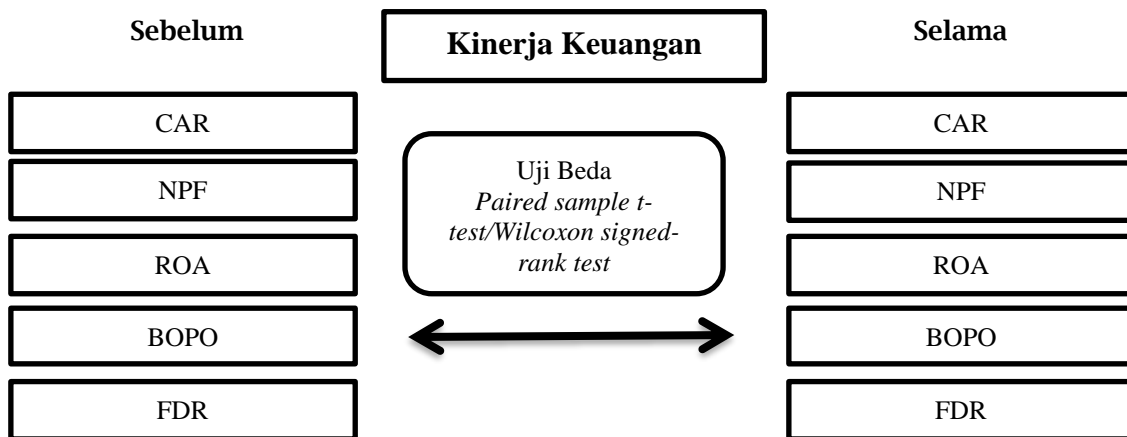 Sebelum
Kinerja Keuangan
Selama
CAR
CAR
NPF
Uji Beda
Paired sample t-
test/Wilcoxon signed-
rank test
NPF
ROA
ROA
BOPO
BOPO
FDR
FDR